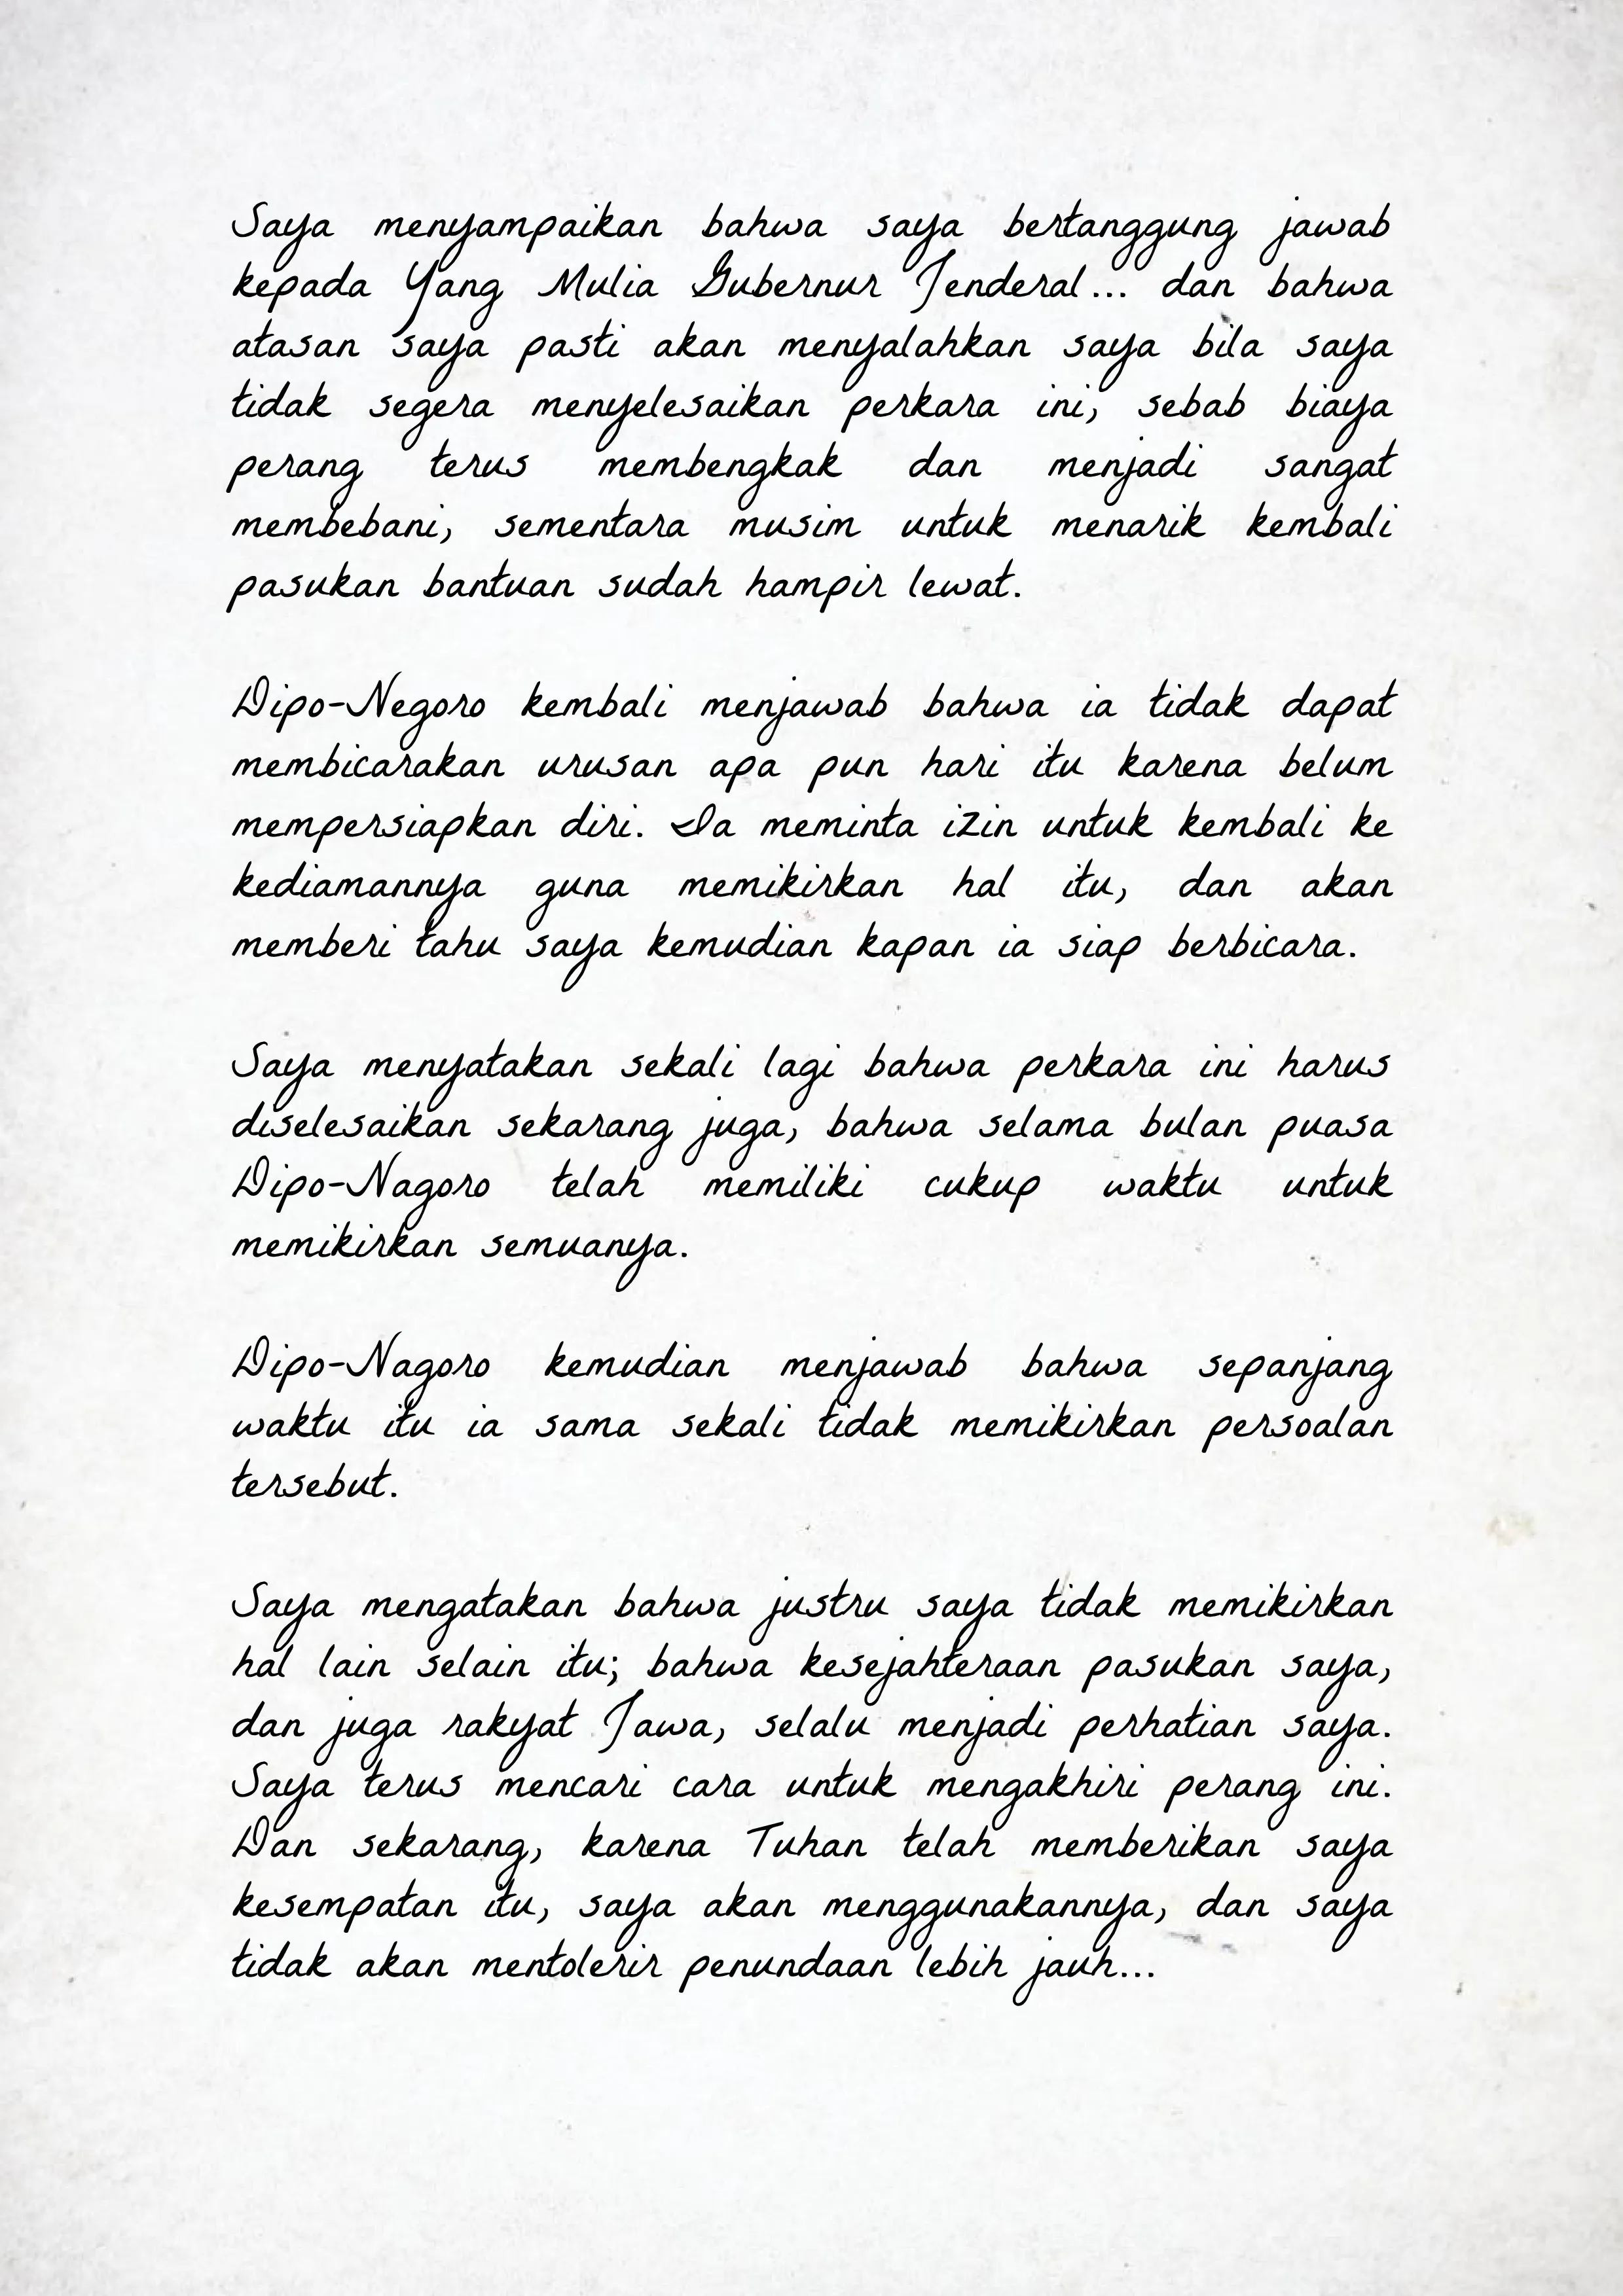 Saya menyampaikan bahwa saya bertanggung jawab
kepada Yang Mulia Gubernur Jenderal... dan bahwa
atasan saya pasti akan menyalahkan saya bila saya
tidak segera menyelesaikan perkara ini, sebab biaya
perang terus membengkak dan menjadi sangat
membebani, sementara musim untuk menarik kembali
pasukan bantuan sudah hampir lewat.
Dipo-Negoro kembali menjawab bahwa ia tidak dapat
membicarakan urusan apa pun hari itu karena belum
mempersiapkan diri. Ia meminta izin untuk kembali ke
kediamannya guna memikirkan hal itu, dan akan
memberi tahu saya kemudian kapan ia siap berbicara.
Saya menyatakan sekali lagi bahwa perkara ini harus
diselesaikan sekarang juga, bahwa selama bulan puasa
Dipo-Nagoro telah memiliki cukup waktu untuk
memikirkan semuanya.
Dipo-Nagoro kemudian menjawab bahwa sepanjang
waktu itu ia sama sekali tidak memikirkan persoalan
tersebut.
Saya mengatakan bahwa justru saya tidak memikirkan
hal lain selain itu; bahwa kesejahteraan pasukan saya,
dan juga rakyat Jawa, selalu menjadi perhatian saya.
Saya terus mencari cara untuk mengakhiri perang ini.
Dan sekarang, karena Tuhan telah memberikan saya
kesempatan itu, saya akan menggunakannya, dan saya
tidak akan mentolerir penundaan lebih jauh...